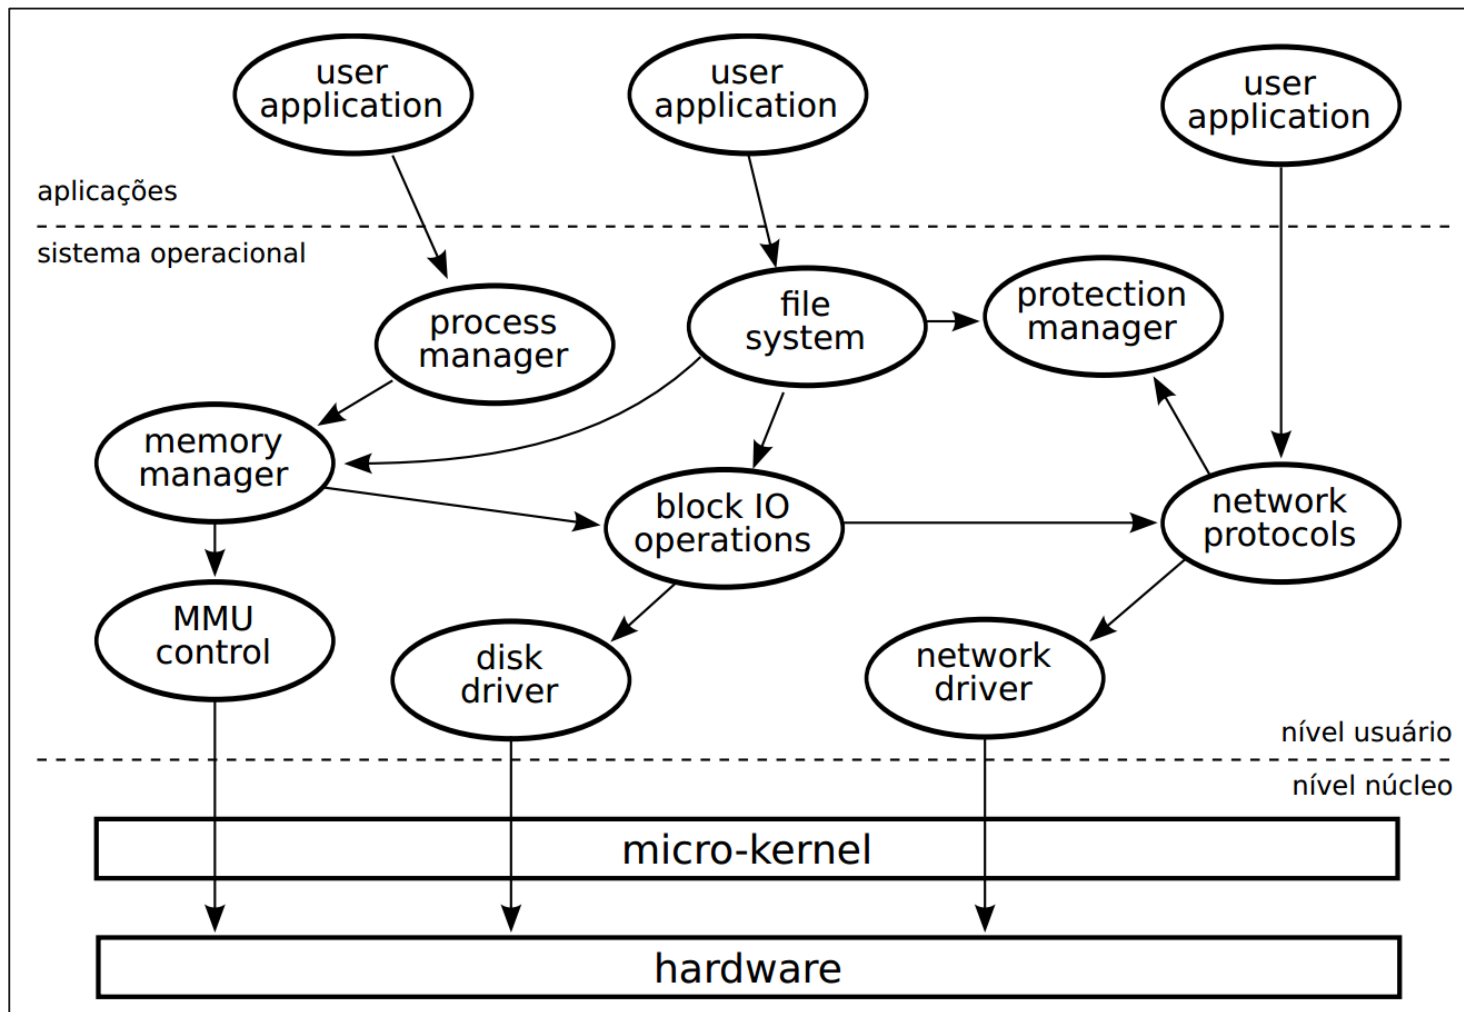 user
application
user
application
user
application
aplicações
sistema operacional
process
manager
file
system
protection
manager
memory
manager
block IO
operations
network
protocols
MMU
control
disk
driver
network
driver
nível usuário
nível núcleo
micro-kernel
hardware